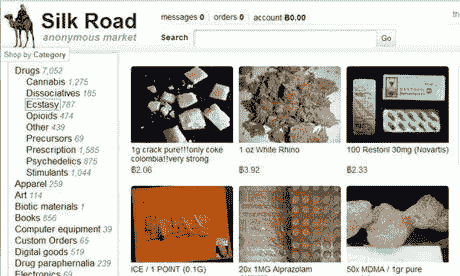 Silk Road
anonymous market
messages 0 | orders 0 | account ฿0.00
Search
Go
Shop by Category
Drugs 7,052
Cannabis 1,275
Dissociatives 185
Ecstasy 787
Opioids 474
Other 439
Precursors 69
Prescription 1,585
Psychedelics 875
Stimulants 1,044
Apparel 259
Art 114
Biotic materials 1
Books 856
Computer equipment 39
Custom Orders 65
Digital goods 519
Drug paraphernalia 239
Electronics 69
1g crack pure!!!only coke
colombia!!very strong
฿2.06
1 oz White Rhino
฿3.92
100 Restoril 30mg (Novartis)
฿2.33
ICE / 1 POINT (0.1G)
20x 1MG Alprazolam
50x MDMA / 1gr pure